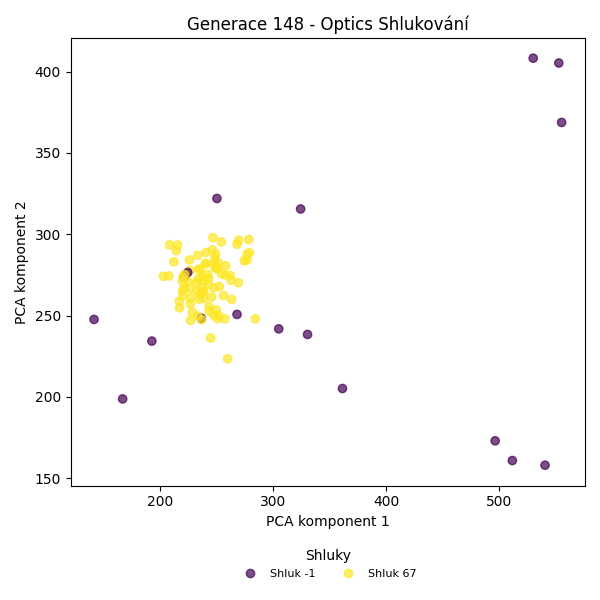 Generace 148 - Optics Shlukování
PCA komponent 2
400
350
300
250
200
150
200 300 400 500
PCA komponent 1
Shluky
Shluk -1 Shluk 67